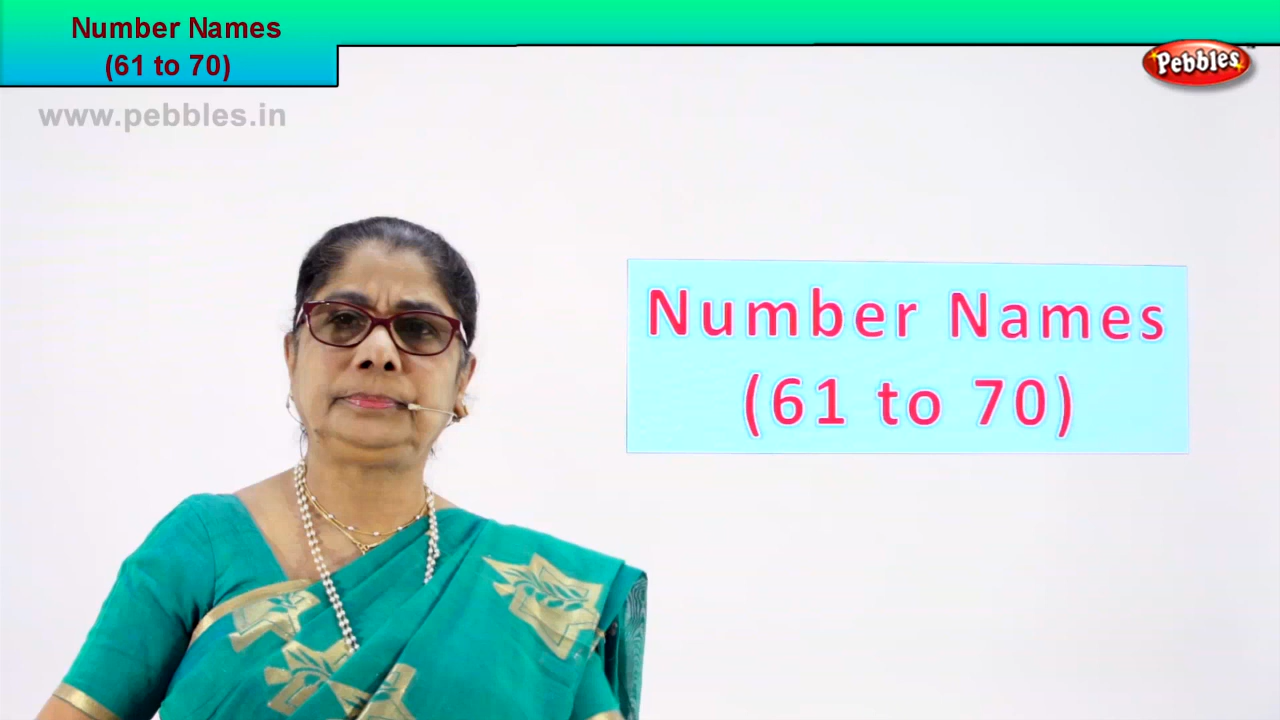 Number Names
(61 to 70)
Pebbles
www.pebbles.in
Number Names
(61 to 70)